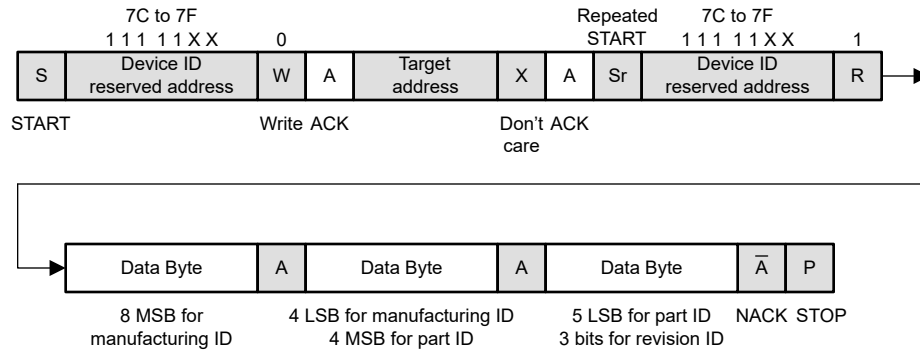 Repeated
7C to 7F 7C to 7F
1 1 1 1 1 X X 0 START 1 1 1 1 1 X X 1
S Device ID reserved address W A Target address X A Sr Device ID reserved address R
START Write ACK Don't care ACK
Data Byte A Data Byte A Data Byte A̅ P
8 MSB for 4 LSB for manufacturing ID 5 LSB for part ID NACK STOP
manufacturing ID 4 MSB for part ID 3 bits for revision ID